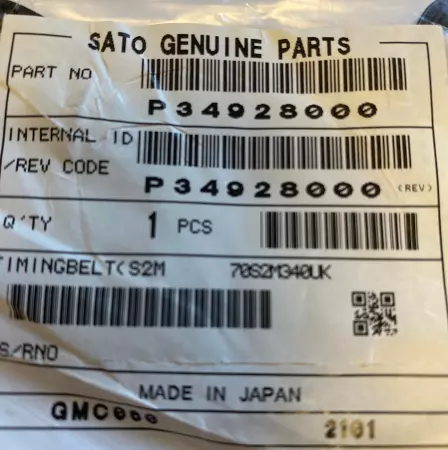 SATO GENUINE PARTS
PART NO
P34928000
INTERNAL ID
/REV CODE
P34928000 (REV)
Q'TY 1 PCS
TIMINGBELT(S2M 70S2M340UK
S/RNO
MADE IN JAPAN
GMC000
2101